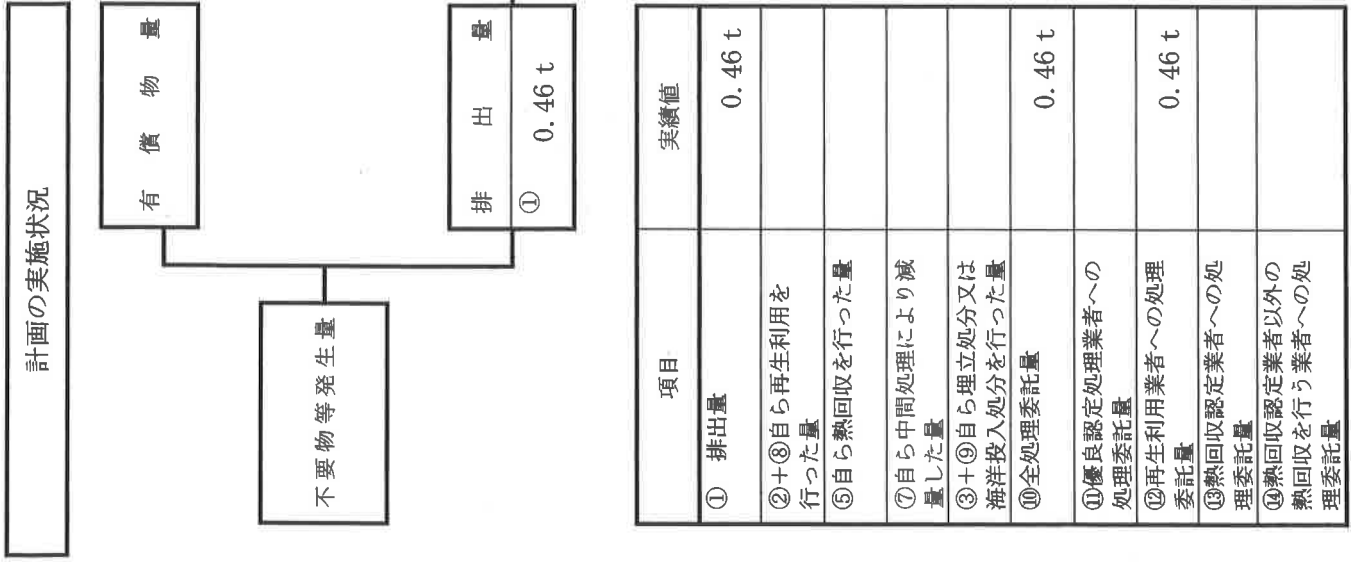 計画の実施状況
有償物量
不要物等発生量
排出量
①
0.46 t
項目
実績値
① 排出量
0.46 t
②+⑧自ら再生利用を
行った量
⑤自ら熱回収を行った量
⑦自ら中間処理により減
量した量
③+⑨自ら埋立処分又は
海洋投入処分を行った量
⑩全処理委託量
0.46 t
⑪優良認定処理業者への
処理委託量
⑫再生利用業者への処理
委託量
0.46 t
⑬熱回収認定業者への処
理委託量
⑭熱回収認定業者以外の
熱回収を行う業者への処
理委託量